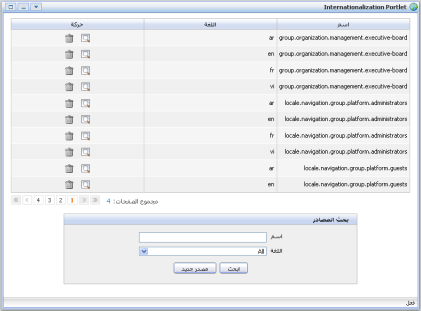 Internationalization Portlet
اسم اللغة حركة
group.organization.management.executive-board ar
group.organization.management.executive-board en
group.organization.management.executive-board fr
group.organization.management.executive-board vi
locale.navigation.group.platform.administrators ar
locale.navigation.group.platform.administrators en
locale.navigation.group.platform.administrators fr
locale.navigation.group.platform.administrators vi
locale.navigation.group.platform.guests ar
locale.navigation.group.platform.guests en
مجموع الصفحات: 4 1 2 3 4
بحث المصادر
اسم
اللغة All
ابحث مصدر جديد
فعل